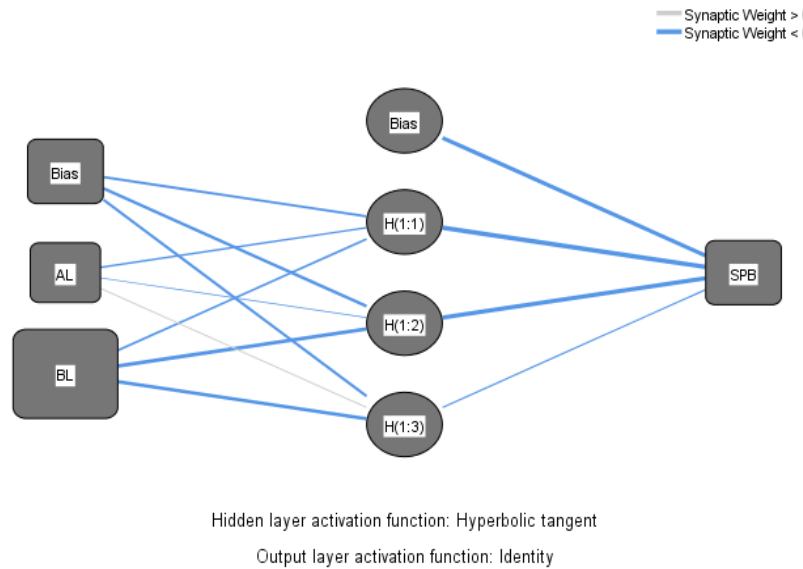 Synaptic Weight >
Synaptic Weight <
Bias
Bias
H(1:1)
AL
SPB
H(1:2)
BL
H(1:3)
Hidden layer activation function: Hyperbolic tangent
Output layer activation function: Identity